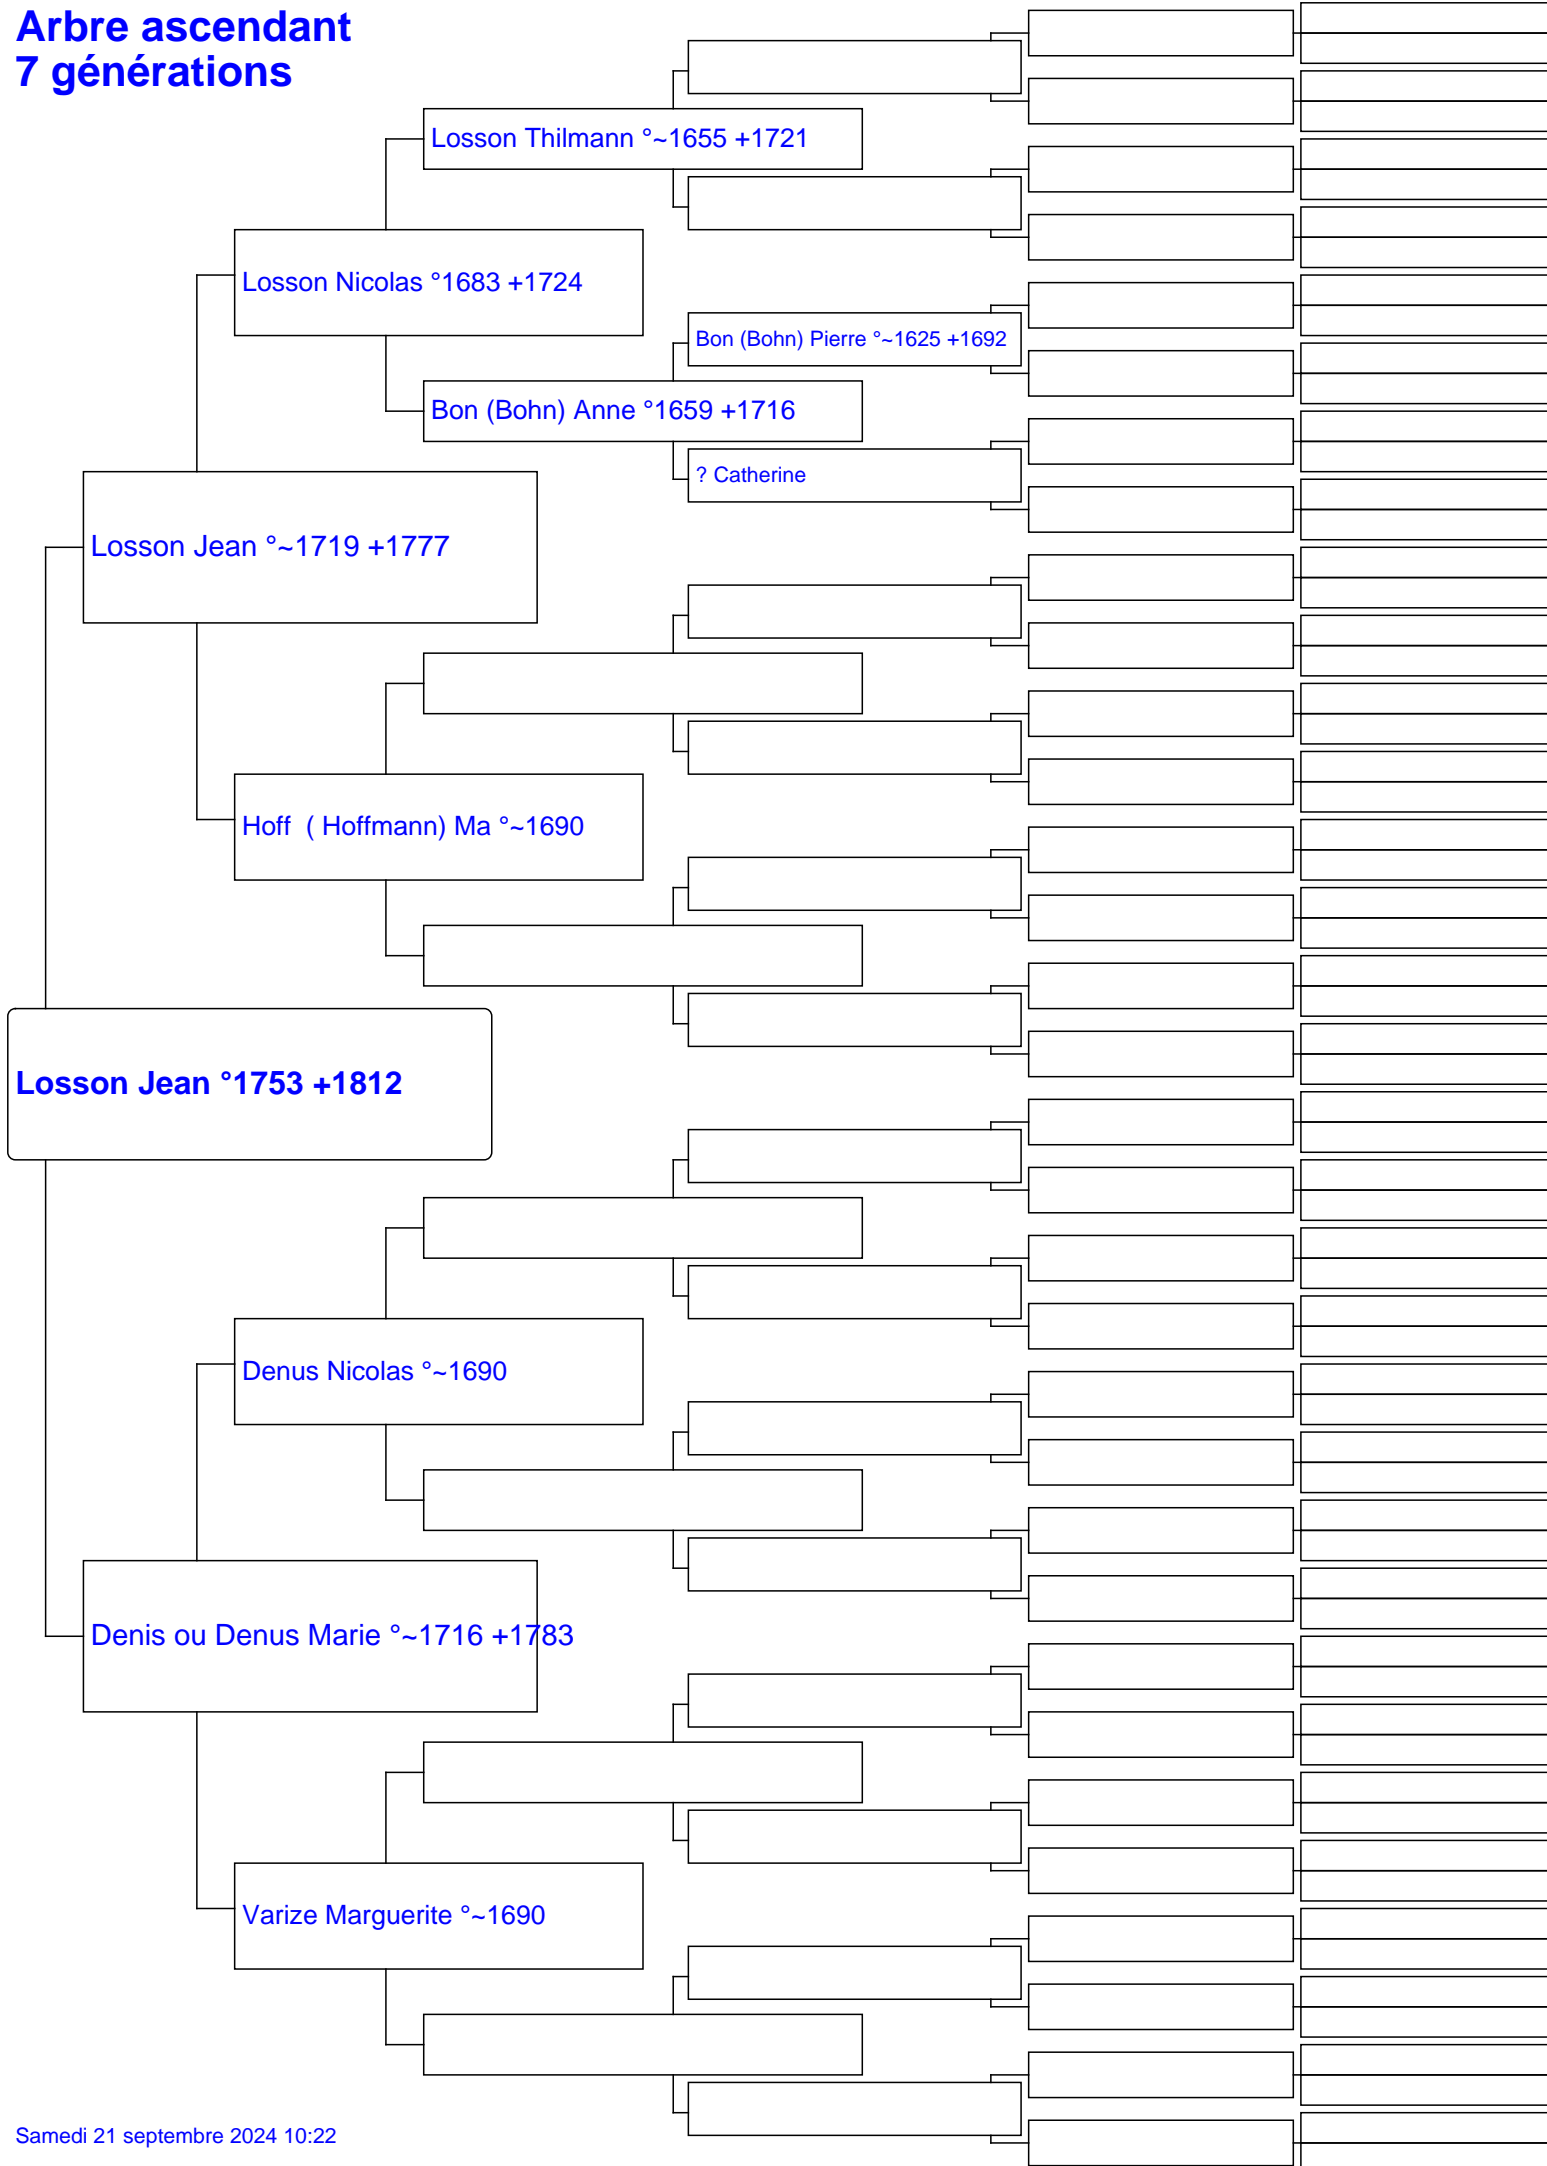 Arbre ascendant
7 générations
Losson Thilmann °~1655 +1721
Losson Nicolas °1683 +1724
Bon (Bohn) Pierre °~1625 +1692
Bon (Bohn) Anne °1659 +1716
? Catherine
Losson Jean °~1719 +1777
Hoff  ( Hoffmann) Ma °~1690
Losson Jean °1753 +1812
Denus Nicolas °~1690
Denis ou Denus Marie °~1716 +1783
Varize Marguerite °~1690
Samedi 21 septembre 2024 10:22